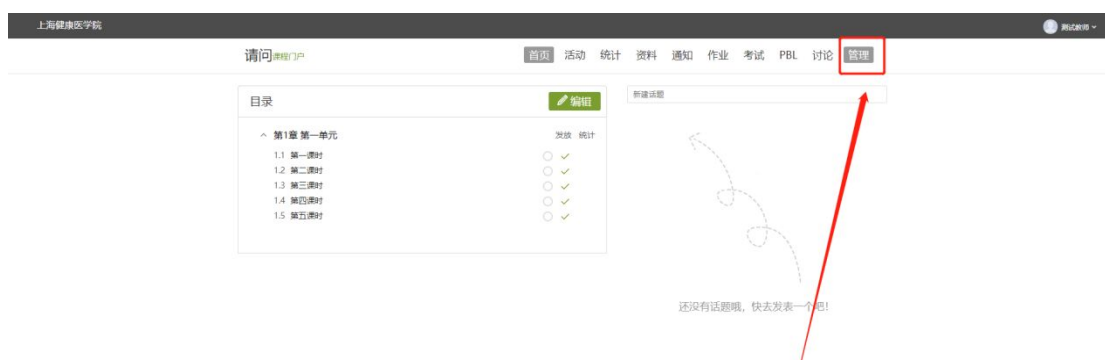 上海健康医学院
测试教师
请问课程门户
首页 活动 统计 资料 通知 作业 考试 PBL 讨论 管理
目录
编辑
新建话题
第1章 第一单元
发放 统计
1.1 第一课时
1.2 第二课时
1.3 第三课时
1.4 第四课时
1.5 第五课时
还没有话题哦，快去发表一个吧！